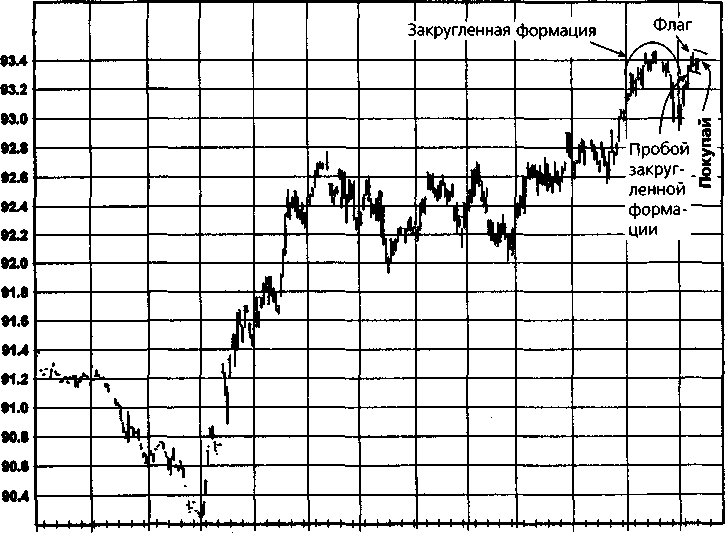 Закругленная формация
Флаг
93.4
93.2
93.0
92.8
92.6
92.4
92.2
92.0
91.8
91.6
91.4
91.2
91.0
90.8
90.6
90.4
Пробой
закруг-
ленной
форма-
ции
Покупай